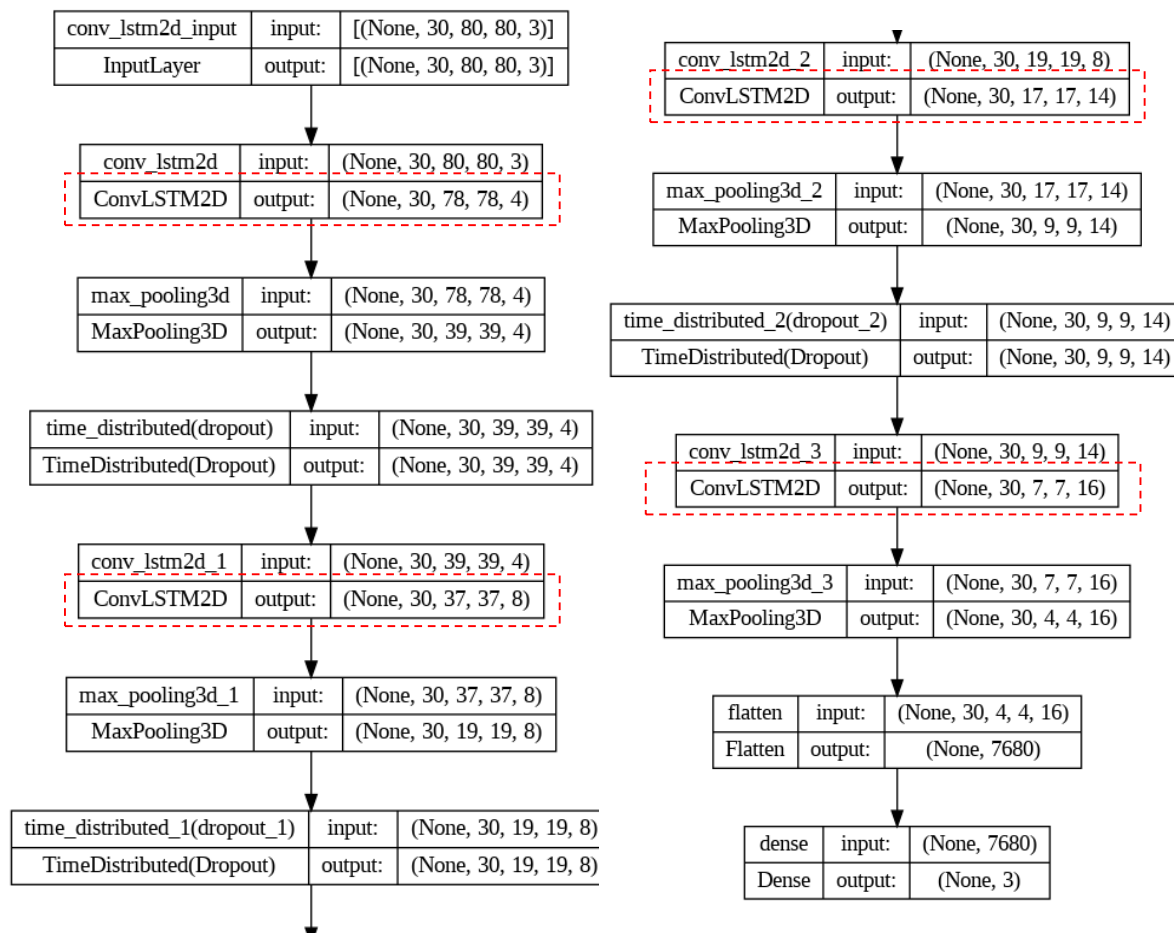 conv_lstm2d_input input: [(None, 30, 80, 80, 3)]
InputLayer output: [(None, 30, 80, 80, 3)]
conv_lstm2d input: (None, 30, 80, 80, 3)
ConvLSTM2D output: (None, 30, 78, 78, 4)
max_pooling3d input: (None, 30, 78, 78, 4)
MaxPooling3D output: (None, 30, 39, 39, 4)
time_distributed(dropout) input: (None, 30, 39, 39, 4)
TimeDistributed(Dropout) output: (None, 30, 39, 39, 4)
conv_lstm2d_1 input: (None, 30, 39, 39, 4)
ConvLSTM2D output: (None, 30, 37, 37, 8)
max_pooling3d_1 input: (None, 30, 37, 37, 8)
MaxPooling3D output: (None, 30, 19, 19, 8)
time_distributed_1(dropout_1) input: (None, 30, 19, 19, 8)
TimeDistributed(Dropout) output: (None, 30, 19, 19, 8)
conv_lstm2d_2 input: (None, 30, 19, 19, 8)
ConvLSTM2D output: (None, 30, 17, 17, 14)
max_pooling3d_2 input: (None, 30, 17, 17, 14)
MaxPooling3D output: (None, 30, 9, 9, 14)
time_distributed_2(dropout_2) input: (None, 30, 9, 9, 14)
TimeDistributed(Dropout) output: (None, 30, 9, 9, 14)
conv_lstm2d_3 input: (None, 30, 9, 9, 14)
ConvLSTM2D output: (None, 30, 7, 7, 16)
max_pooling3d_3 input: (None, 30, 7, 7, 16)
MaxPooling3D output: (None, 30, 4, 4, 16)
flatten input: (None, 30, 4, 4, 16)
Flatten output: (None, 7680)
dense input: (None, 7680)
Dense output: (None, 3)